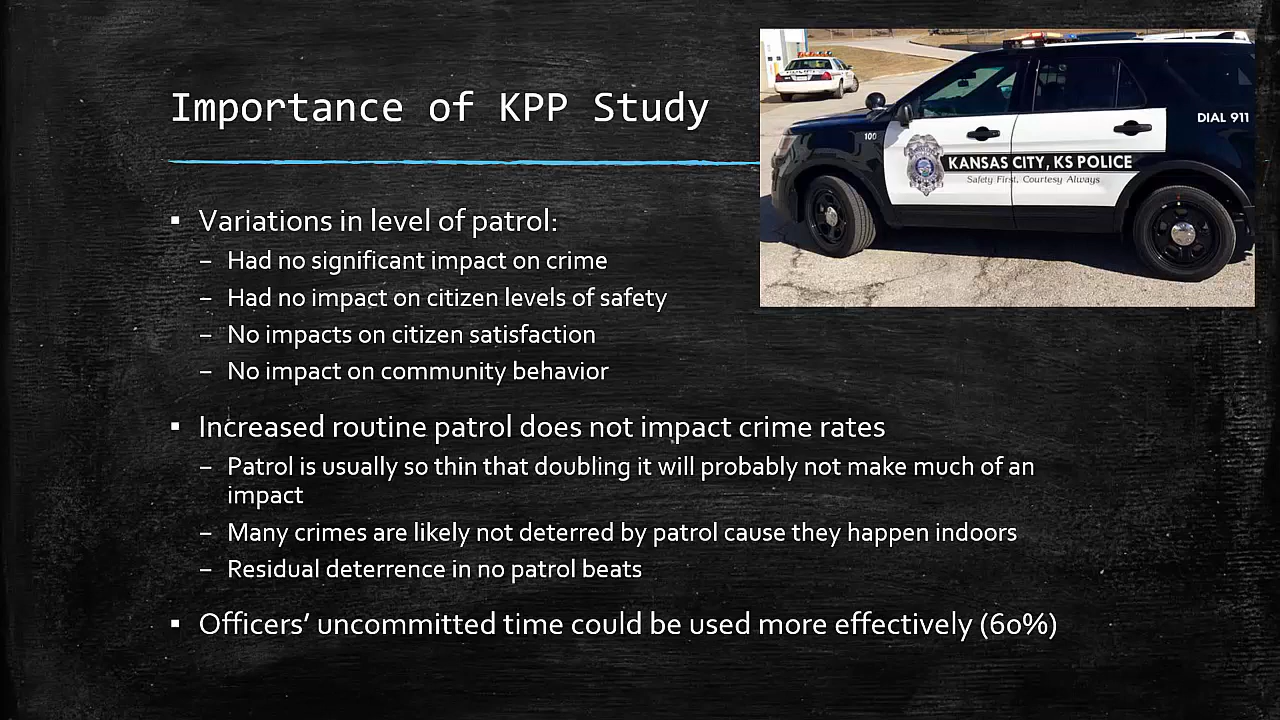 Importance of KPP Study
100
DIAL 911
KANSAS CITY, KS POLICE
Safety First, Courtesy Always
▪ Variations in level of patrol:
– Had no significant impact on crime
– Had no impact on citizen levels of safety
– No impacts on citizen satisfaction
– No impact on community behavior
▪ Increased routine patrol does not impact crime rates
– Patrol is usually so thin that doubling it will probably not make much of an
impact
– Many crimes are likely not deterred by patrol cause they happen indoors
– Residual deterrence in no patrol beats
▪ Officers’ uncommitted time could be used more effectively (60%)